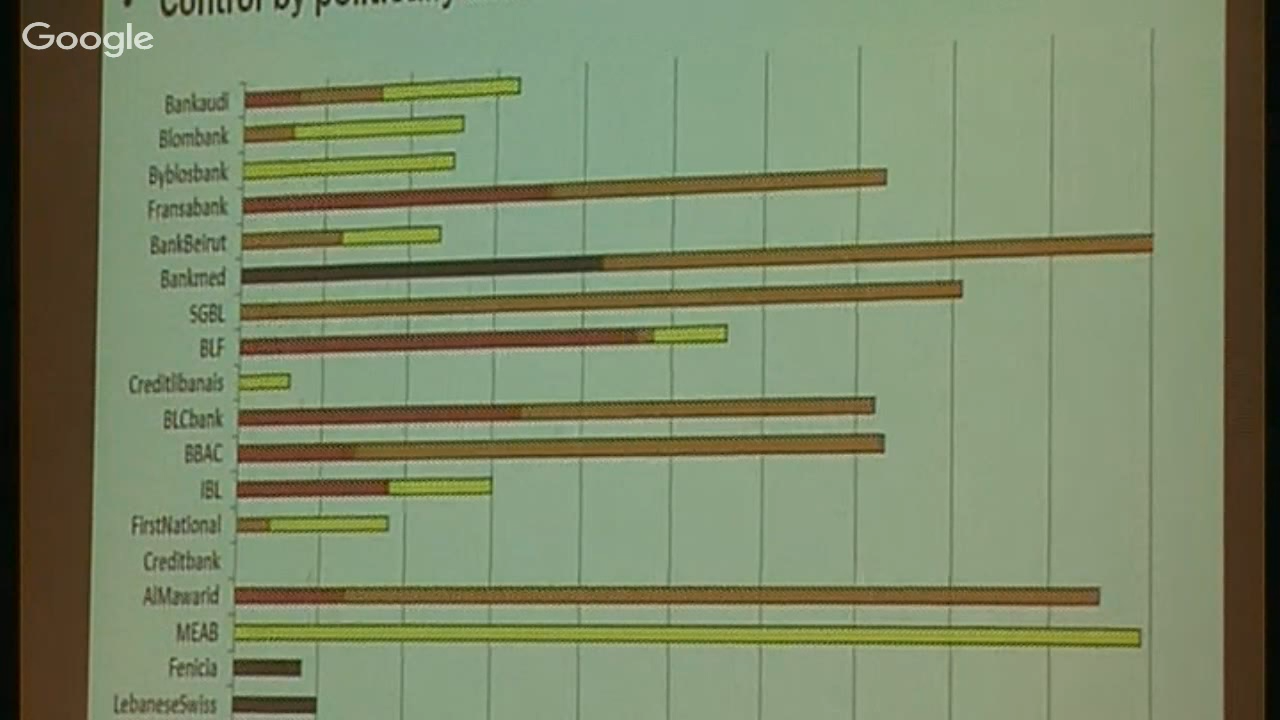 Google
• Control by politically
Bankaudi
Blombank
Byblosbank
Fransabank
BankBeirut
Bankmed
SGBL
BLF
Creditlibanais
BLCbank
BBAC
IBL
FirstNational
Creditbank
AlMawarid
MEAB
Fenicia
LebaneseSwiss